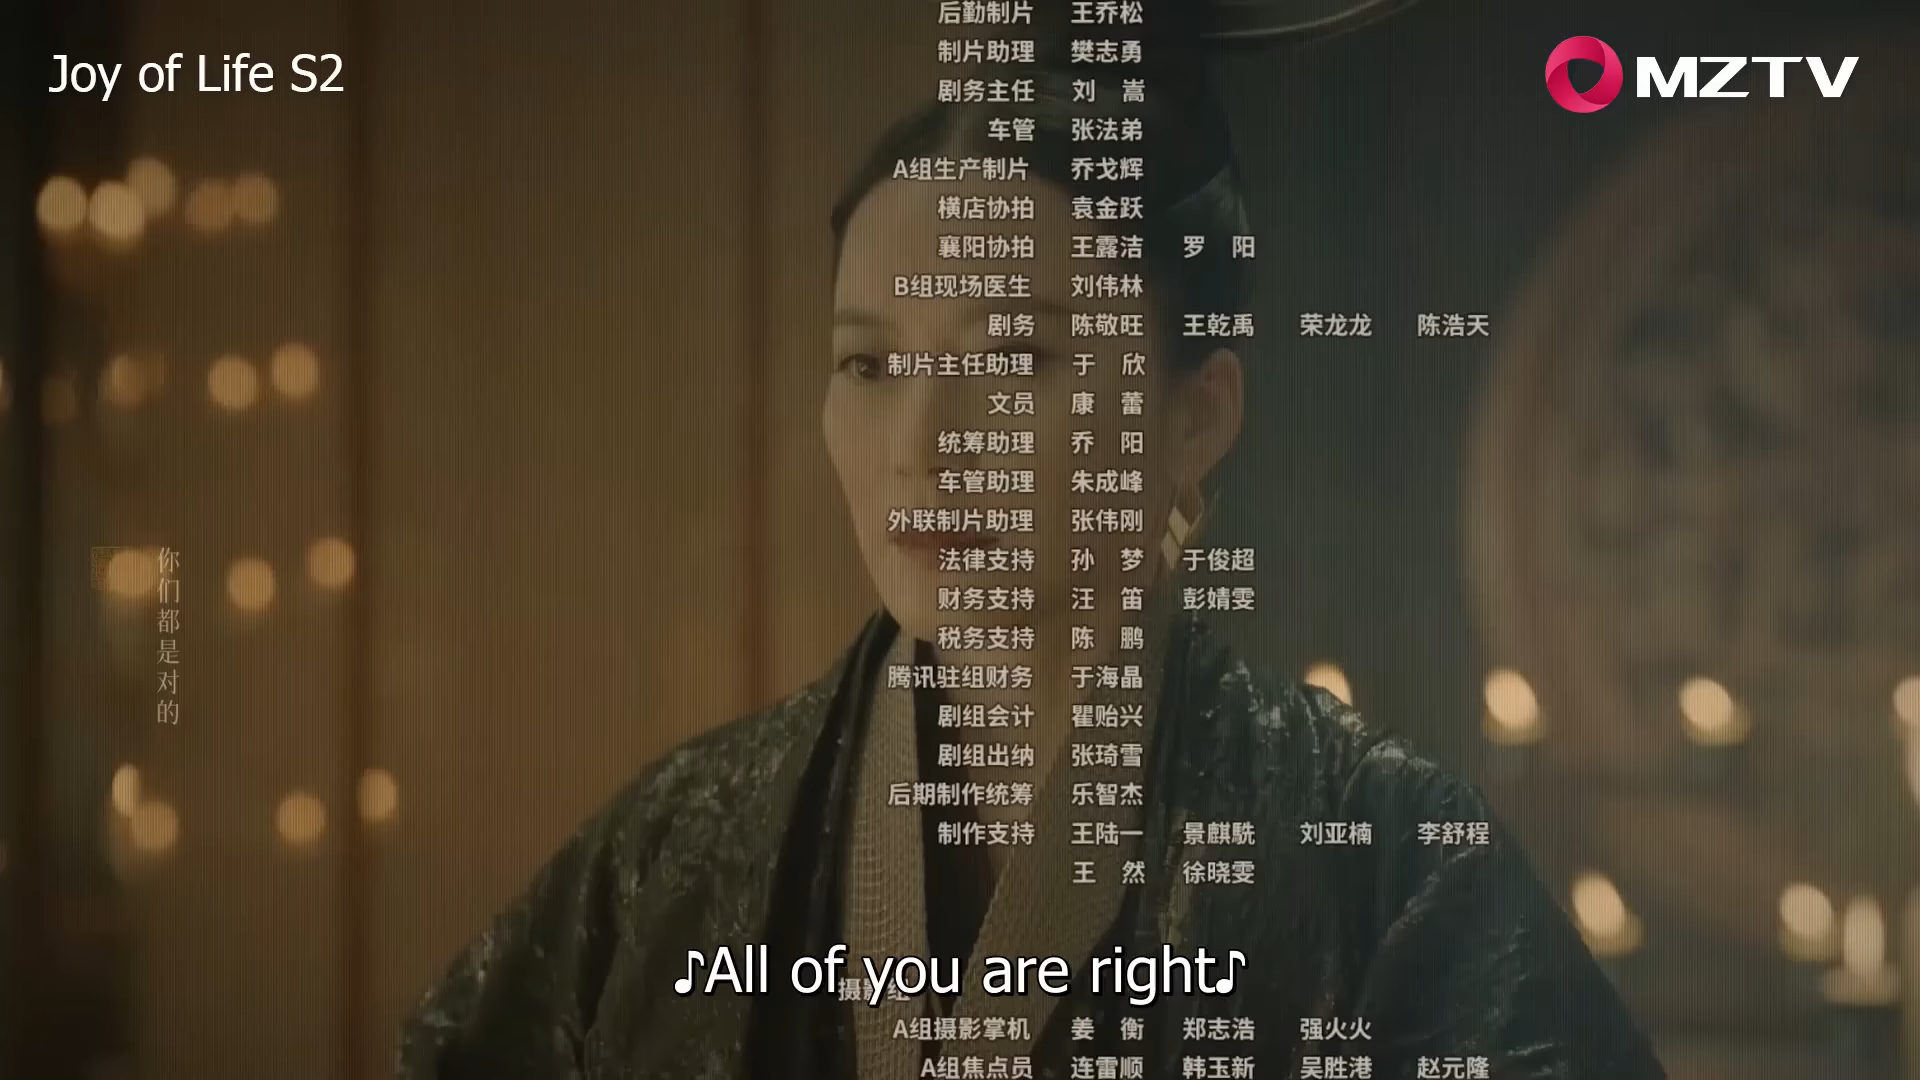 Joy of Life S2
MZTV
后勤制片 王乔松
制片助理 樊志勇
剧务主任 刘 嵩
车管 张法弟
A组生产制片 乔戈辉
横店协拍 袁金跃
襄阳协拍 王露洁 罗 阳
B组现场医生 刘伟林
剧务 陈敬旺 王乾禹 荣龙龙 陈浩天
制片主任助理 于 欣
文员 康 蕾
统筹助理 乔 阳
车管助理 朱成峰
外联制片助理 张伟刚
法律支持 孙 梦 于俊超
财务支持 汪 笛 彭婧雯
税务支持 陈 鹏
腾讯驻组财务 于海晶
剧组会计 瞿贻兴
剧组出纳 张琦雪
后期制作统筹 乐智杰
制作支持 王陆一 景麒駪 刘亚楠 李舒程
王 然 徐晓雯
你们都是对的
♪All of you are right♪
摄影组
A组摄影掌机 姜 衡 郑志浩 强火火
A组焦点员 连雷顺 韩玉新 吴胜港 赵元隆